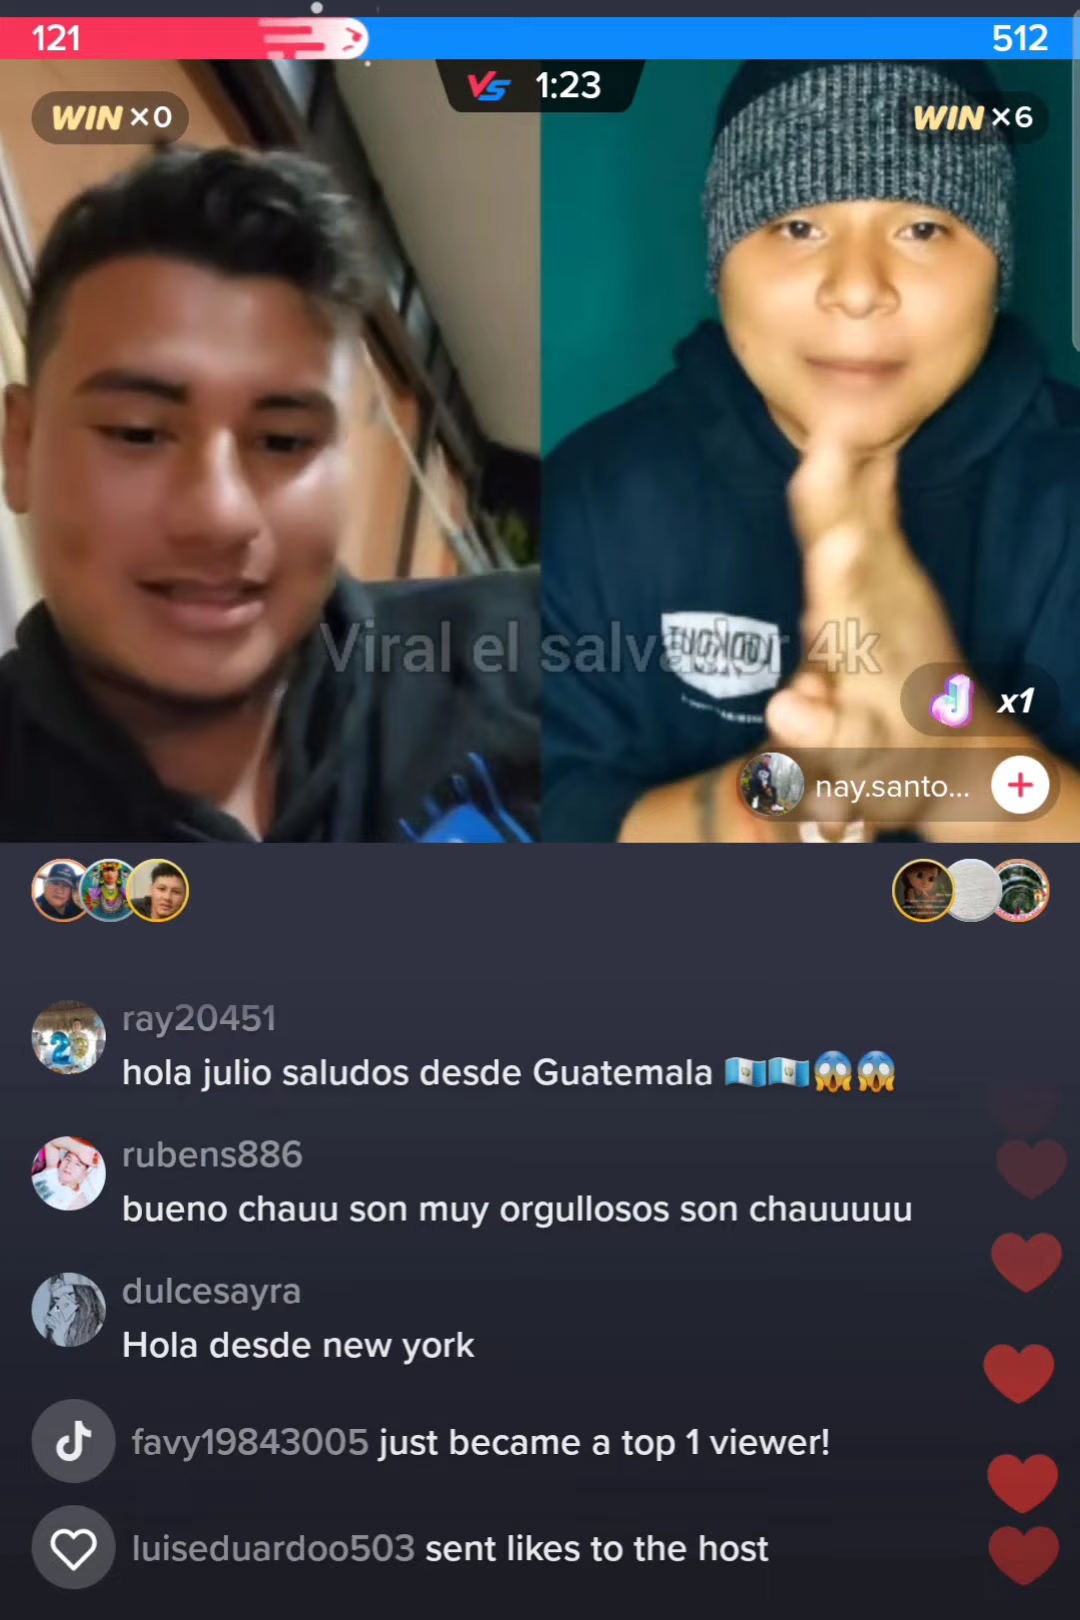 121
512
VS 1:23
WIN ×0
WIN ×6
Viral el salvador 4k
x1
nay.santo...
ray20451
hola julio saludos desde Guatemala 🇬🇹🇬🇹😱😱
rubens886
bueno chauu son muy orgullosos son chauuuuu
dulcesayra
Hola desde new york
favy19843005 just became a top 1 viewer!
luiseduardoo503 sent likes to the host